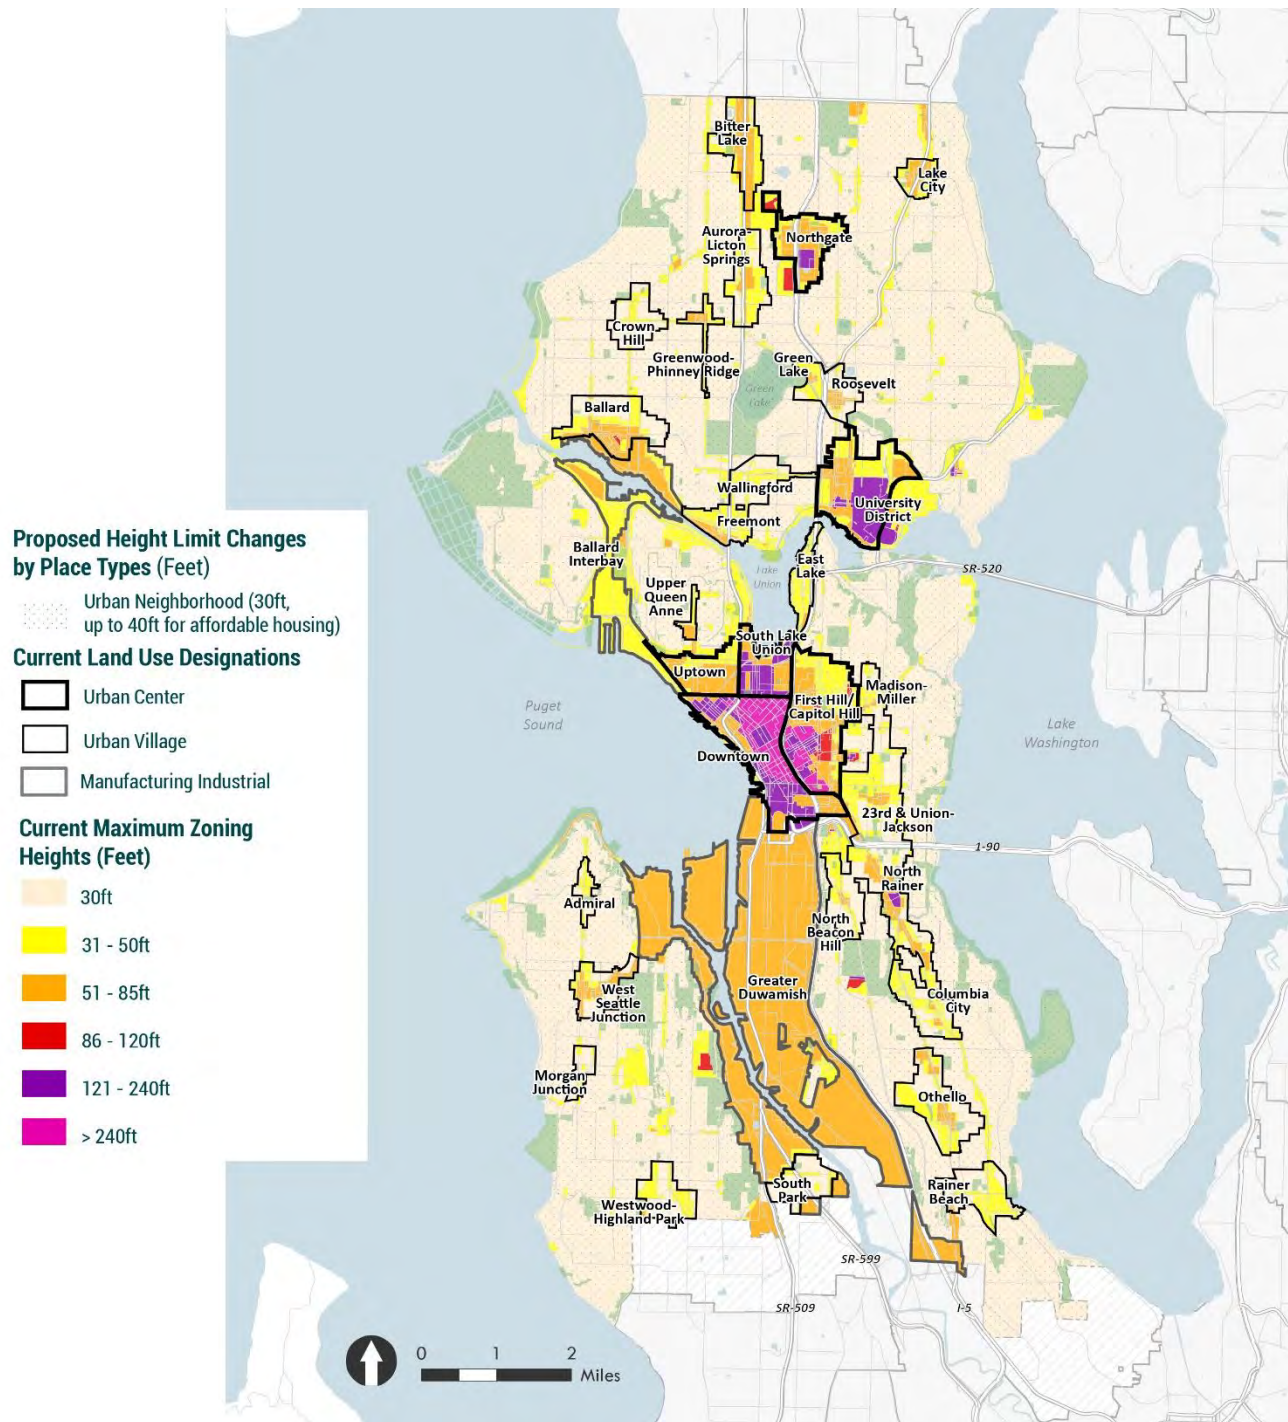 Proposed Height Limit Changes
by Place Types (Feet)
Urban Neighborhood (30ft,
up to 40ft for affordable housing)
Current Land Use Designations
Urban Center
Urban Village
Manufacturing Industrial
Current Maximum Zoning
Heights (Feet)
30ft
31 - 50ft
51 - 85ft
86 - 120ft
121 - 240ft
> 240ft
Bitter
Lake
Lake
City
Aurora-
Licton
Springs
Northgate
Crown
Hill
Greenwood-
Phinney Ridge
Green
Lake
Green
Lake
Roosevelt
Ballard
Wallingford
Freemont
University
District
Ballard
Interbay
East
Lake
Lake
Union
SR-520
Upper
Queen
Anne
South Lake
Union
Uptown
First Hill/
Capitol Hill
Madison-
Miller
Puget
Sound
Lake
Washington
Downtown
23rd & Union-
Jackson
1-90
North
Rainer
Admiral
North
Beacon
Hill
West
Seattle
Junction
Greater
Duwamish
Columbia
City
Morgan
Junction
Othello
South
Park
Rainer
Beach
Westwood-
Highland Park
SR-599
SR-509
I-5
0 1 2
Miles